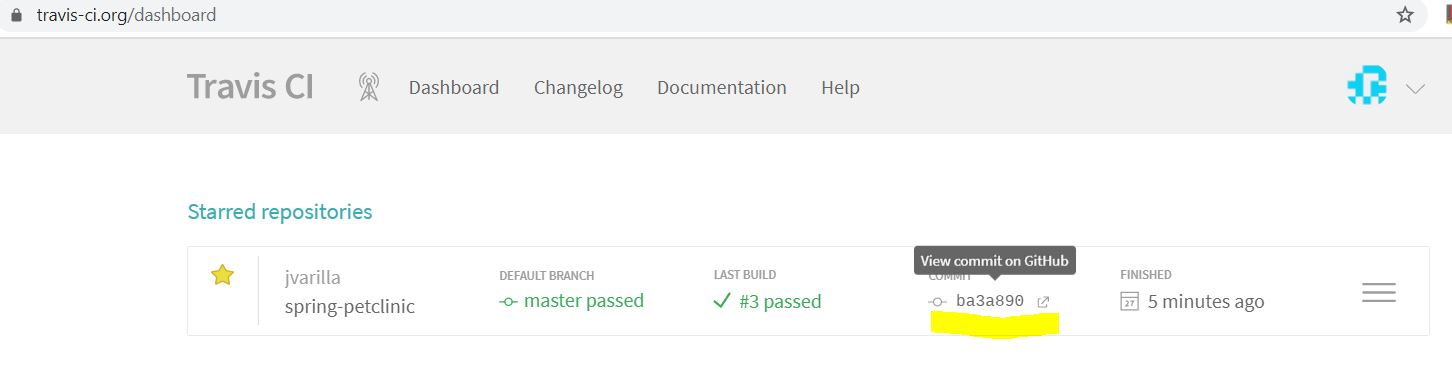 travis-ci.org/dashboard
Travis CI Dashboard Changelog Documentation Help
Starred repositories
View commit on GitHub
jvarilla DEFAULT BRANCH LAST BUILD COMMIT FINISHED
spring-petclinic master passed #3 passed ba3a890 27 5 minutes ago